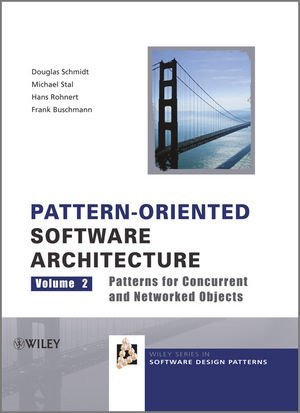 Douglas Schmidt
Michael Stal
Hans Rohnert
Frank Buschmann
PATTERN-ORIENTED
SOFTWARE
ARCHITECTURE
Volume 2
Patterns for Concurrent
and Networked Objects
WILEY
WILEY SERIES IN
SOFTWARE DESIGN PATTERNS